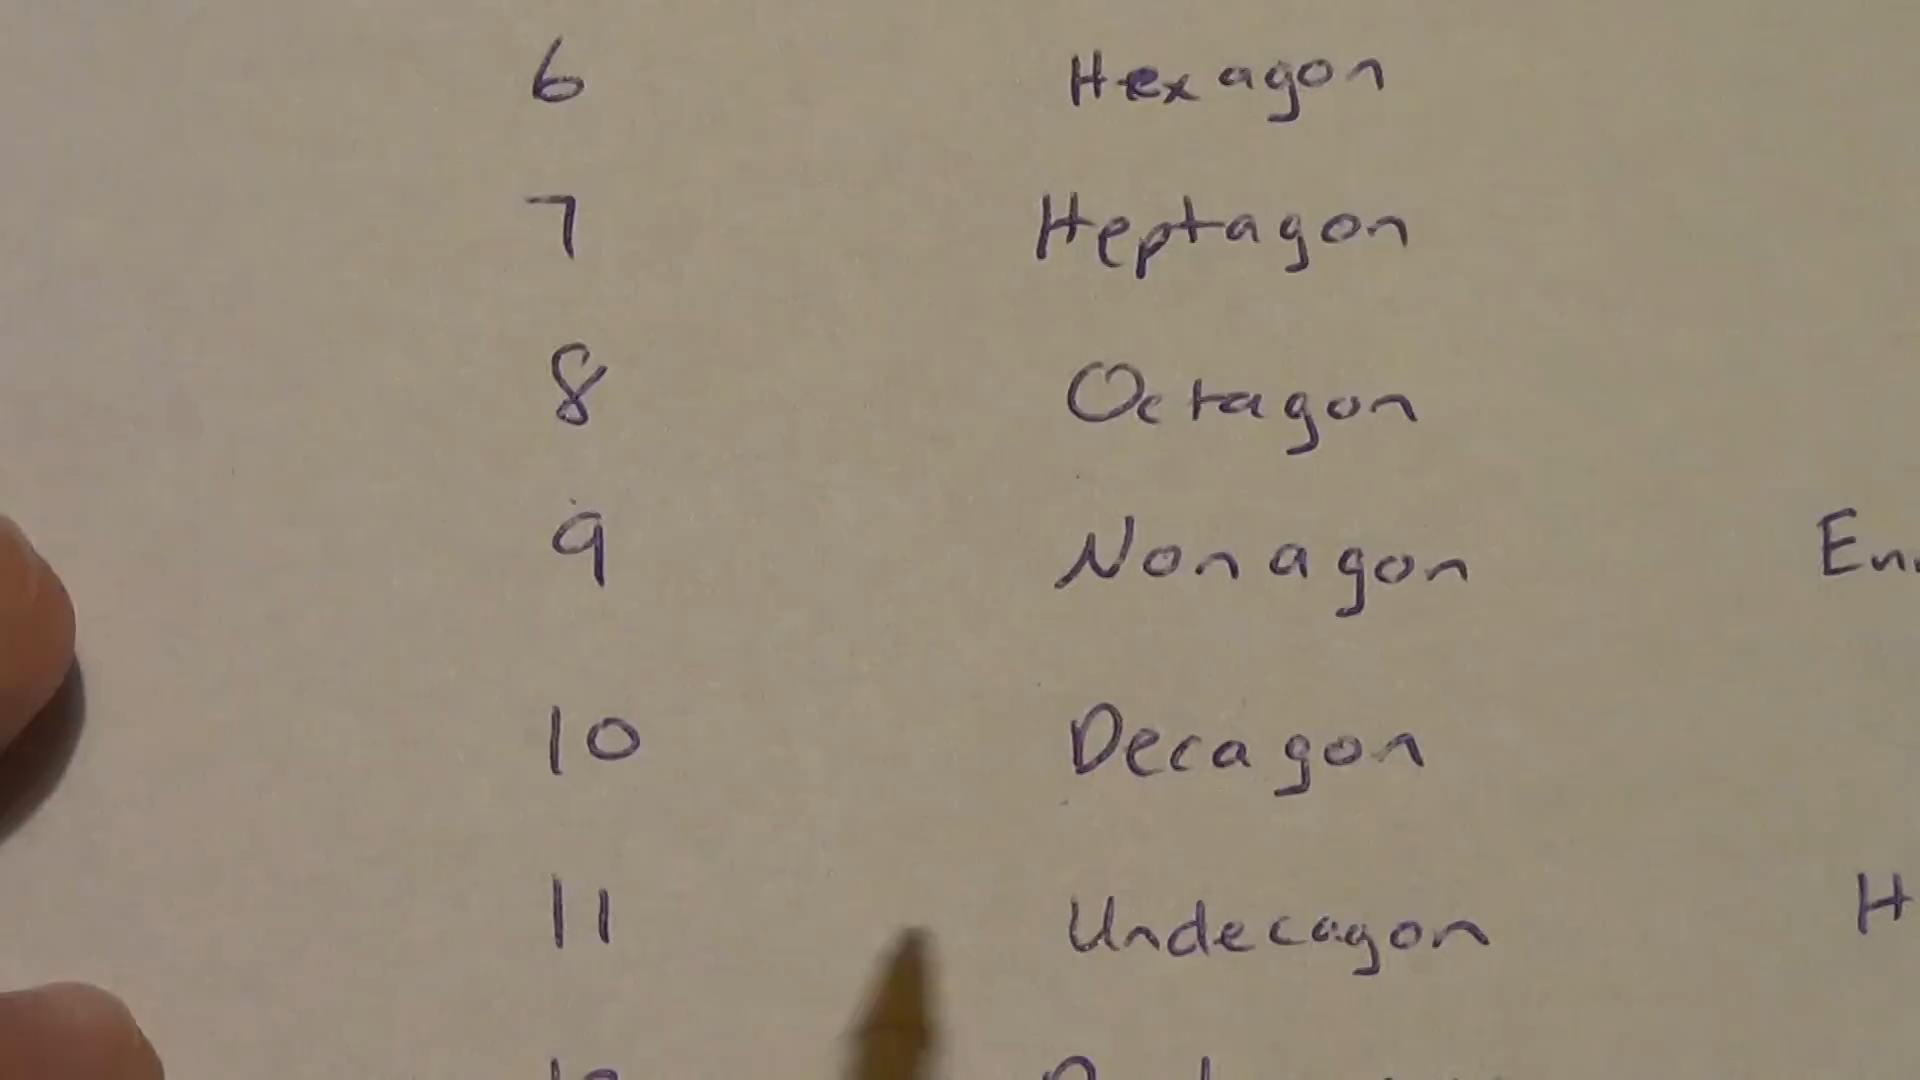 6 Hexagon
7 Heptagon
8 Octagon
9 Nonagon
10 Decagon
11 Undecagon